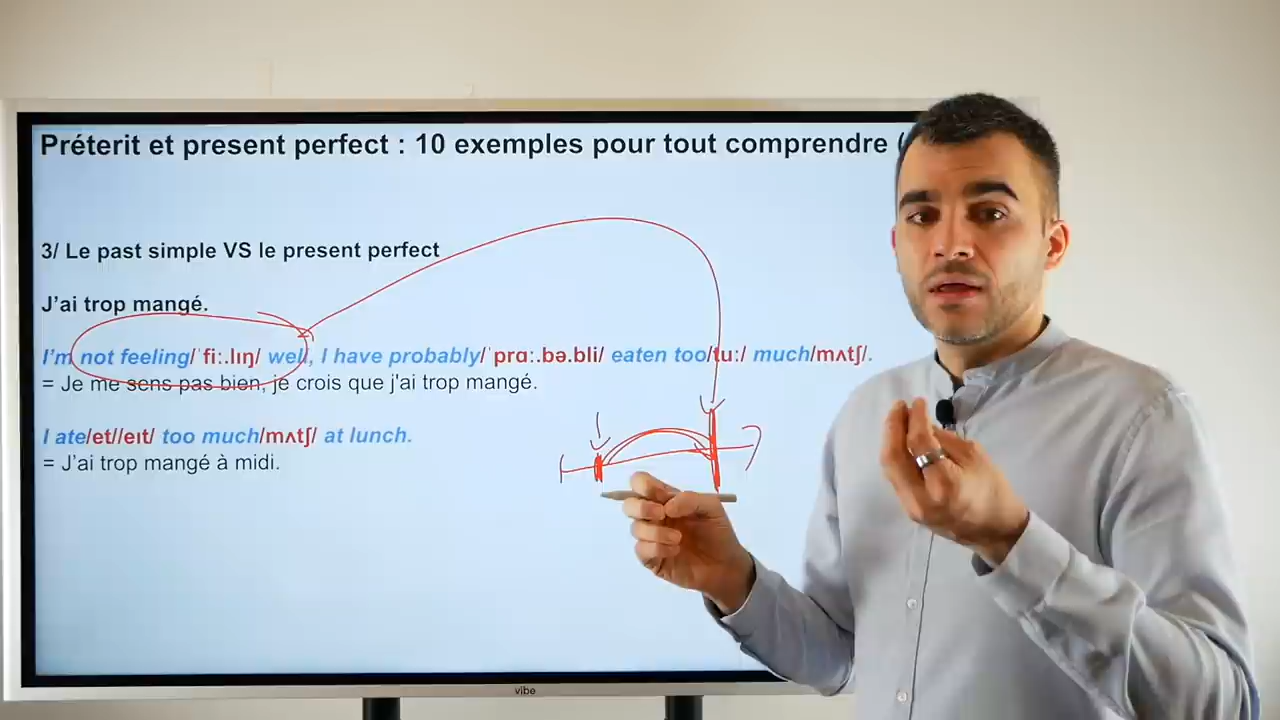 Préterit et present perfect : 10 exemples pour tout comprendre (
3/ Le past simple VS le present perfect
J'ai trop mangé.
I'm not feeling/ˈfiː.lɪŋ/ well, I have probably/ˈprɑː.bə.bli/ eaten too/tuː/ much/mʌtʃ/.
= Je me sens pas bien, je crois que j'ai trop mangé.
I ate/et//eɪt/ too much/mʌtʃ/ at lunch.
= J'ai trop mangé à midi.
vibe